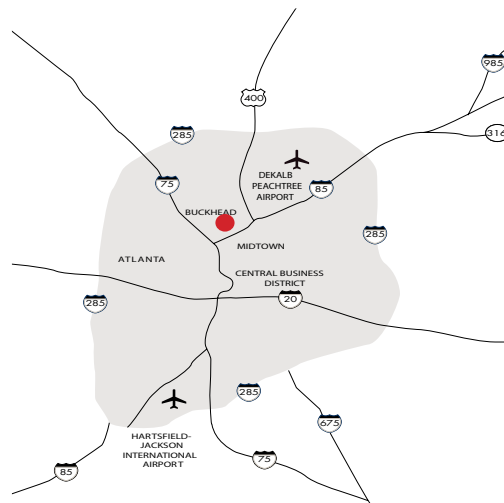 985
400
316
285
DEKALB
PEACHTREE
AIRPORT
75
85
BUCKHEAD
285
MIDTOWN
ATLANTA
CENTRAL BUSINESS
DISTRICT
285
20
285
675
HARTSFIELD-
JACKSON
INTERNATIONAL
AIRPORT
75
85